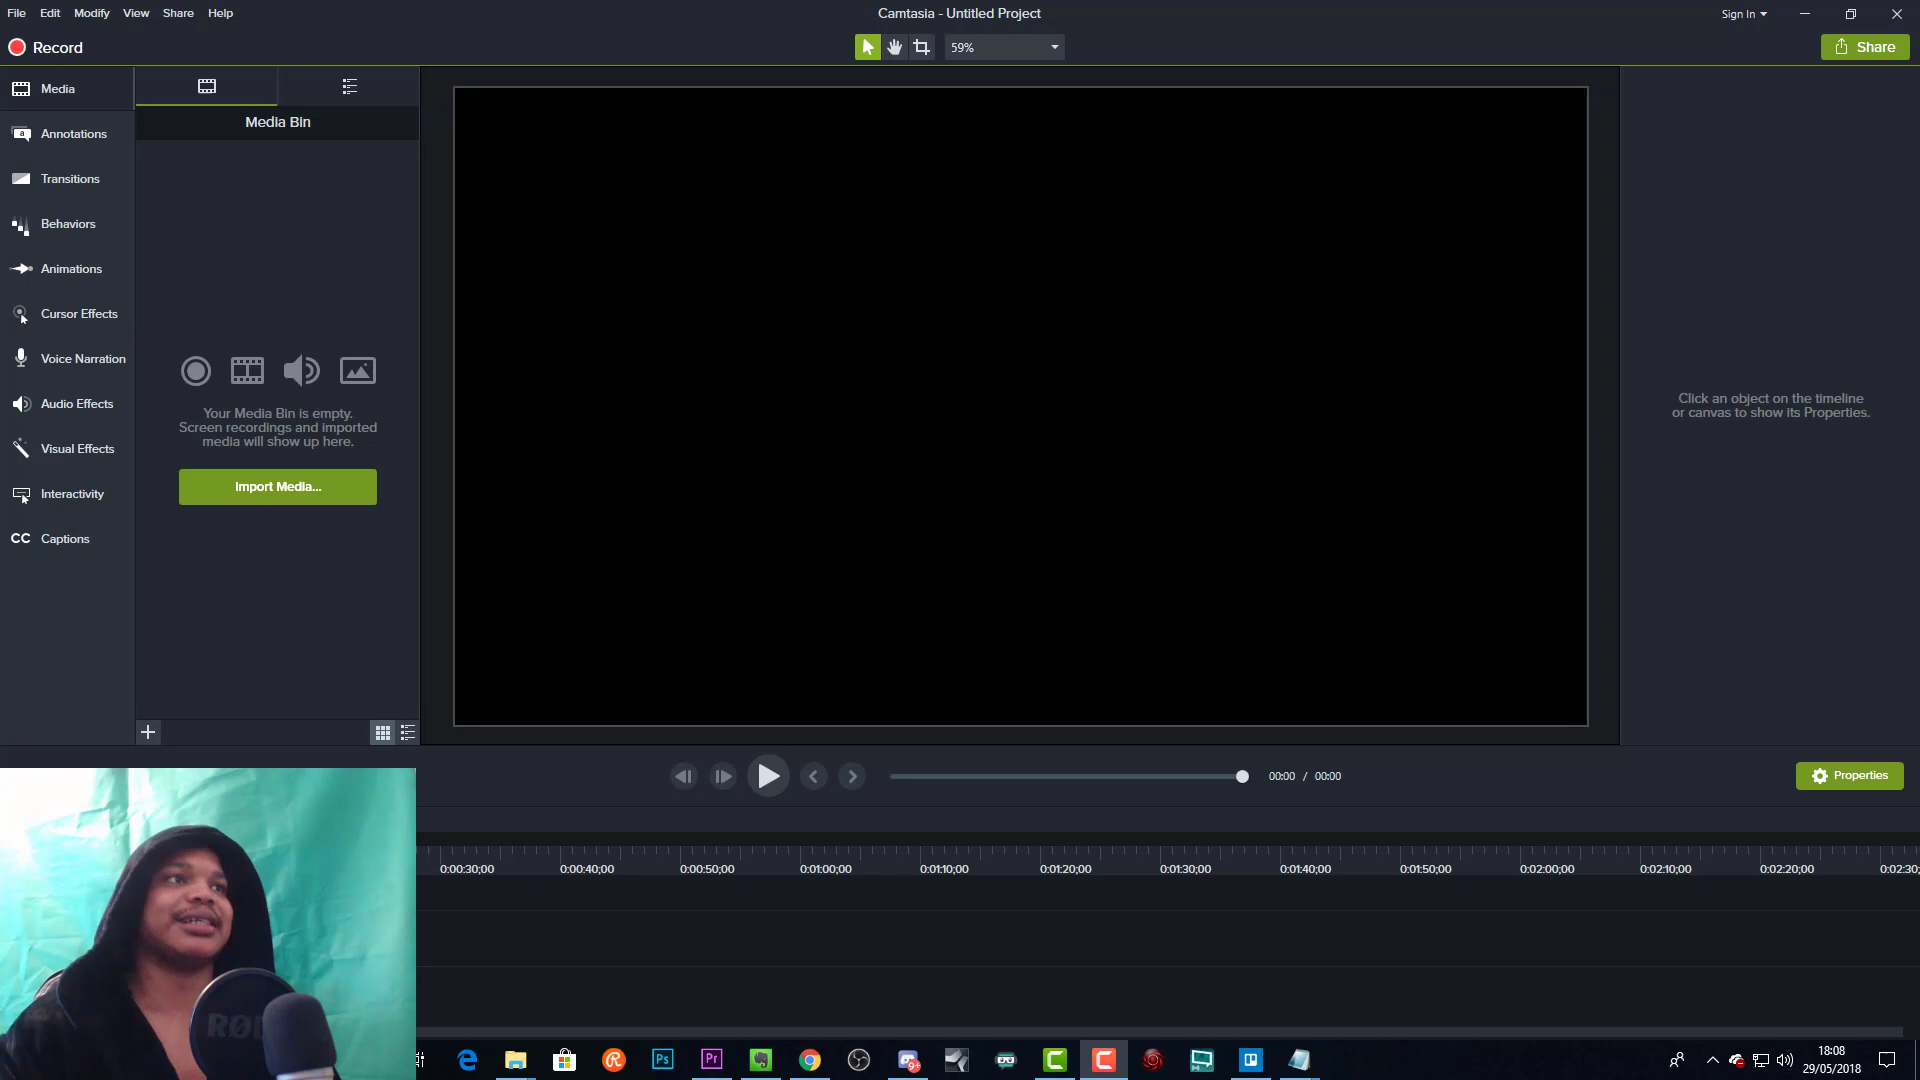 File Edit Modify View Share Help
Camtasia - Untitled Project
Sign In
Record
59%
Share
Media
Annotations
Transitions
Behaviors
Animations
Cursor Effects
Voice Narration
Audio Effects
Visual Effects
Interactivity
CC Captions
Media Bin
Your Media Bin is empty.
Screen recordings and imported
media will show up here.
Import Media...
Click an object on the timeline
or canvas to show its Properties.
00:00 / 00:00
Properties
0:00:30;00 0:00:40;00 0:00:50;00 0:01:00;00 0:01:10;00 0:01:20;00 0:01:30;00 0:01:40;00 0:01:50;00 0:02:00;00 0:02:10;00 0:02:20;00 0:02:30;
Ps
Pr
9+
18:08
29/05/2018